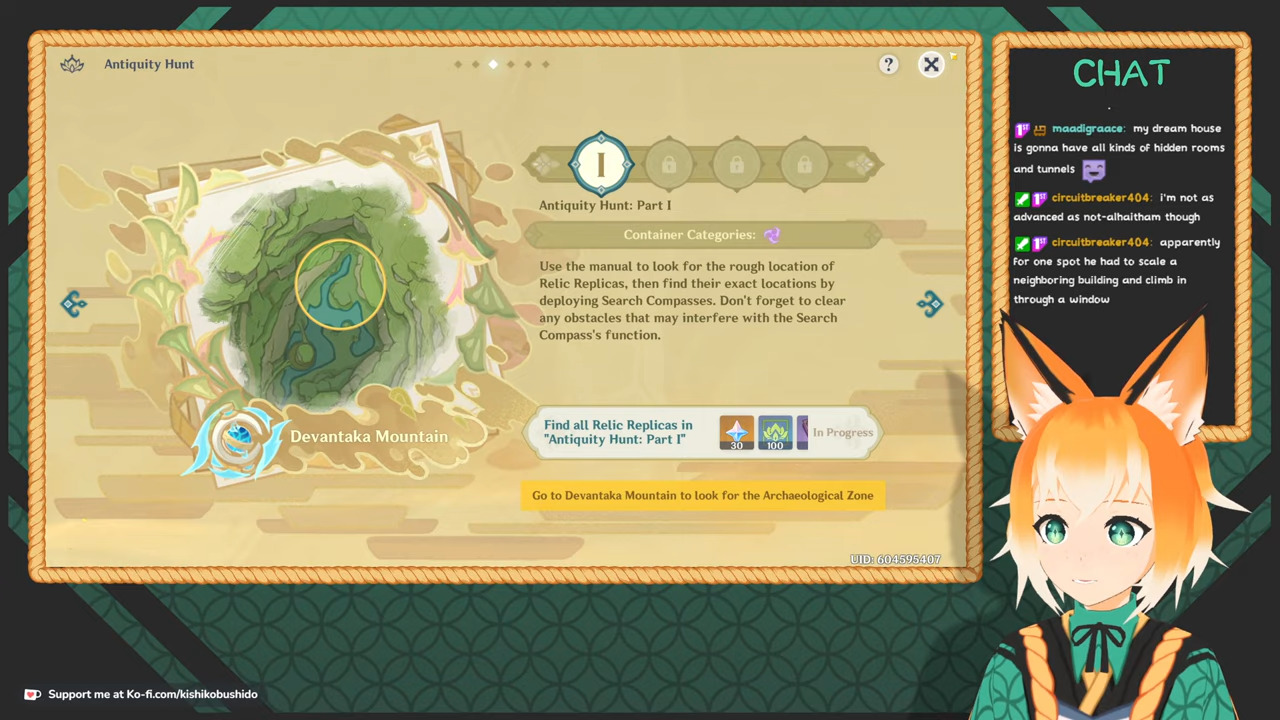 Antiquity Hunt
?
I
Antiquity Hunt: Part I
Container Categories:
Use the manual to look for the rough location of
Relic Replicas, then find their exact locations by
deploying Search Compasses. Don't forget to clear
any obstacles that may interfere with the Search
Compass's function.
Devantaka Mountain
Find all Relic Replicas in
"Antiquity Hunt: Part I"
30
100
In Progress
Go to Devantaka Mountain to look for the Archaeological Zone
UID: 604595407
CHAT
.
1ST maadigraace: my dream house
is gonna have all kinds of hidden rooms
and tunnels
1ST circuitbreaker404: i'm not as
advanced as not-alhaitham though
1ST circuitbreaker404: apparently
for one spot he had to scale a
neighboring building and climb in
through a window
Support me at Ko-fi.com/kishikobushido